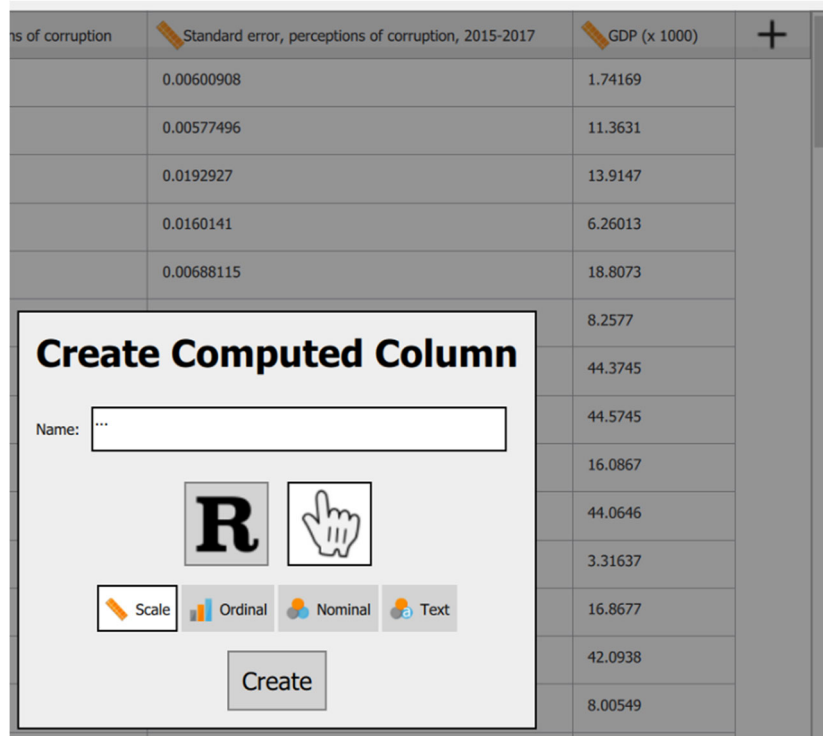 ns of corruption Standard error, perceptions of corruption, 2015-2017 GDP (x 1000)
0.00600908 1.74169
0.00577496 11.3631
0.0192927 13.9147
0.0160141 6.26013
0.00688115 18.8073
8.2577
44.3745
44.5745
16.0867
44.0646
3.31637
16.8677
42.0938
8.00549
Create Computed Column
Name: ...
R
Scale Ordinal Nominal a Text
Create